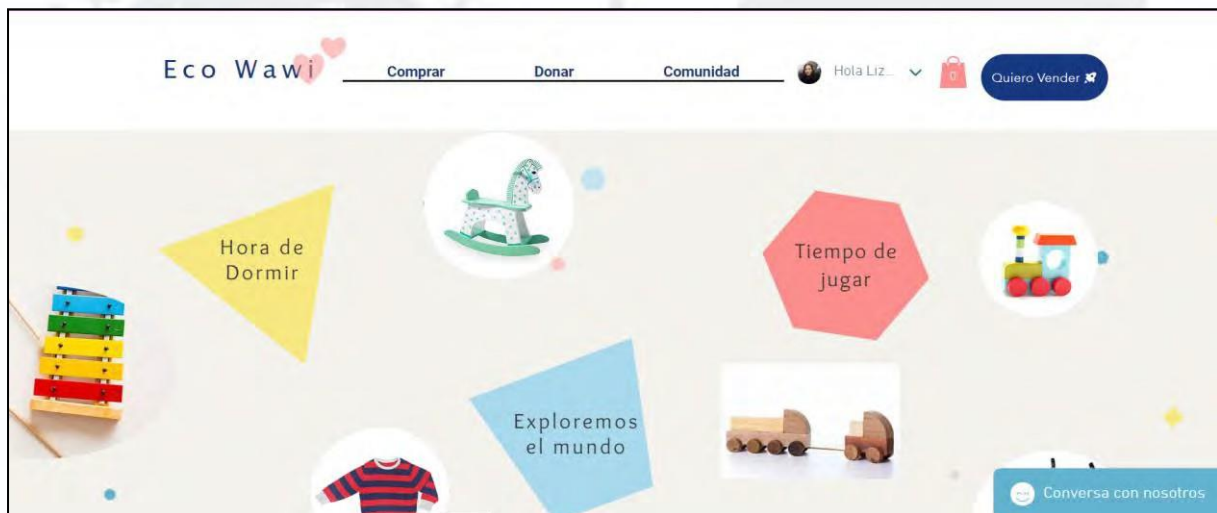 Eco Wawi
Comprar
Donar
Comunidad
Hola Liz...
0
Quiero Vender
Hora de
Dormir
Tiempo de
jugar
Exploremos
el mundo
Conversa con nosotros